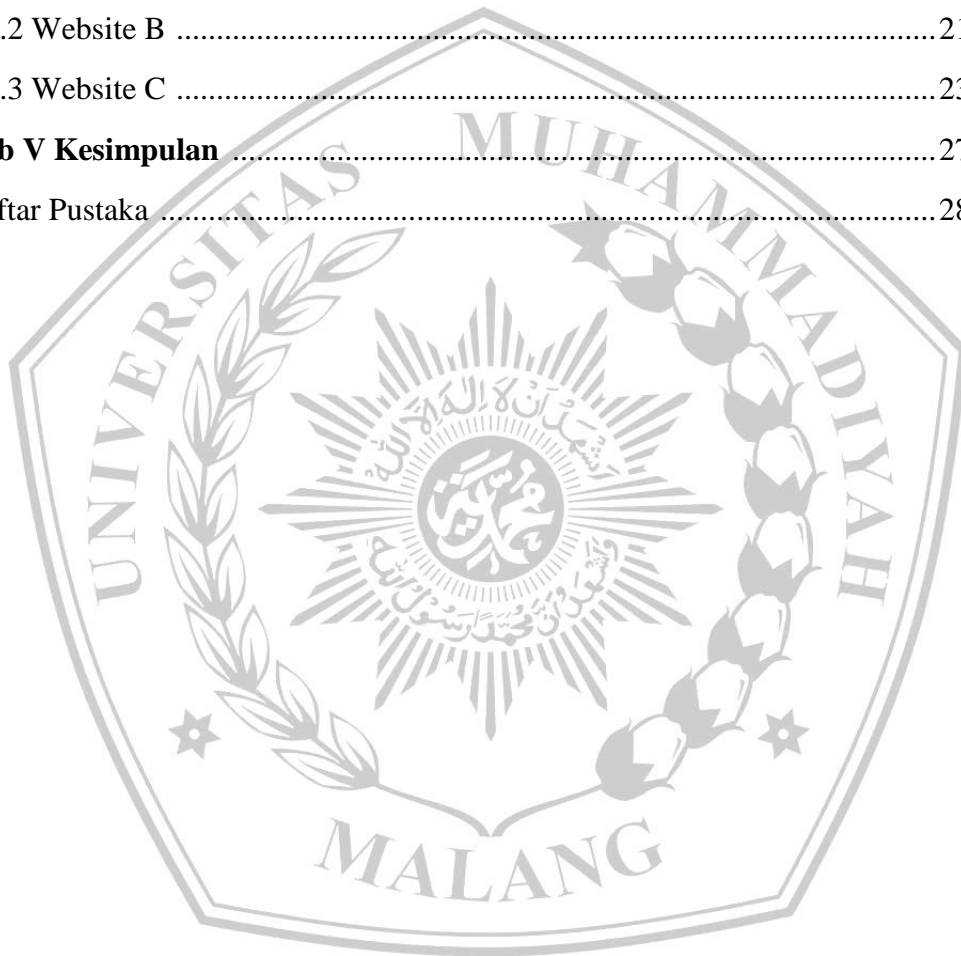 .2 Website B ........................................................................................... 21
.3 Website C ........................................................................................... 23
b V Kesimpulan .................................................................................... 27
ftar Pustaka ............................................................................................ 28
UNIVERSITAS MUHAMMADIYAH
MALANG